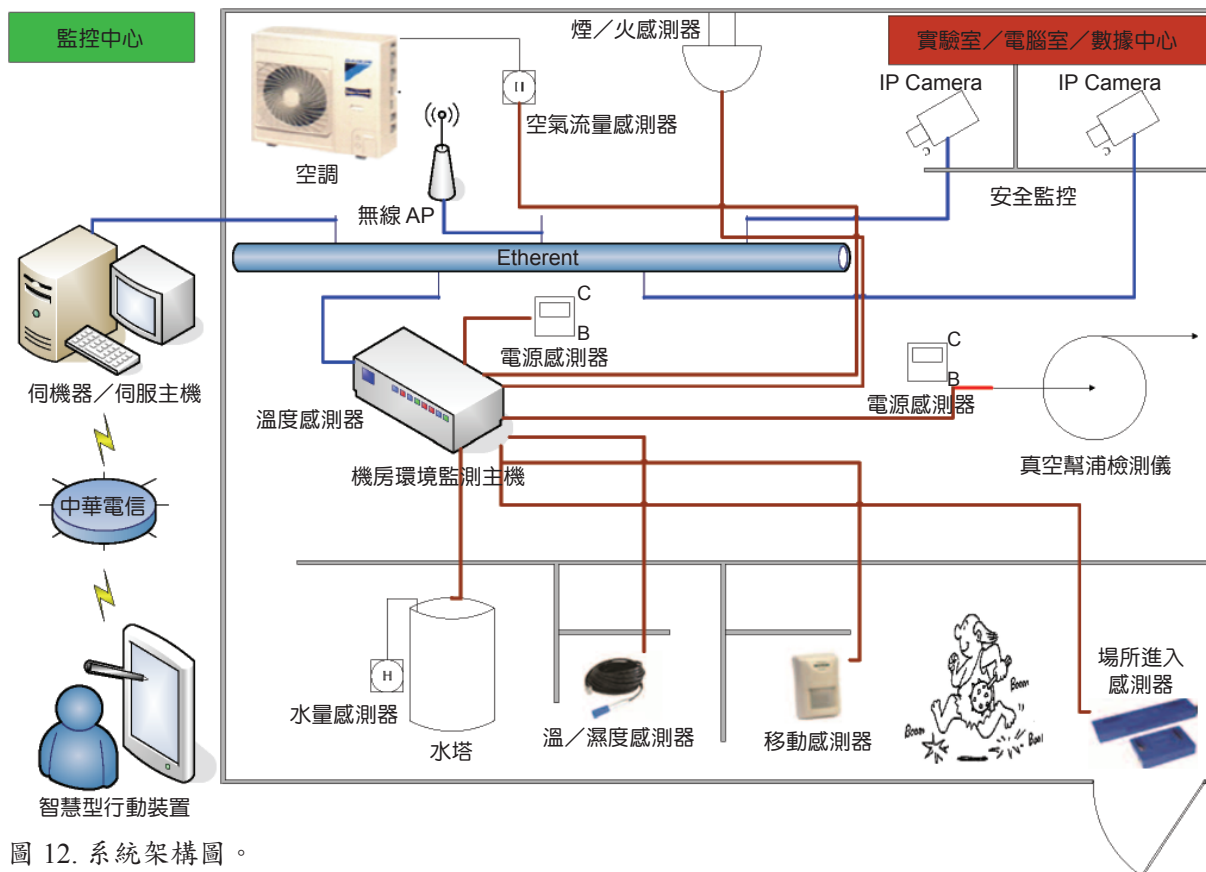 監控中心
煙/火感測器
實驗室/電腦室/數據中心
IP Camera
IP Camera
H
空氣流量感測器
空調
安全監控
無線 AP
Etherent
C
B
電源感測器
C
B
電源感測器
伺機器/伺服主機
溫度感測器
機房環境監測主機
真空幫浦檢測儀
中華電信
H
水量感測器
水塔
溫/濕度感測器
移動感測器
Boom
Boom
場所進入
感測器
智慧型行動裝置
圖 12. 系統架構圖。